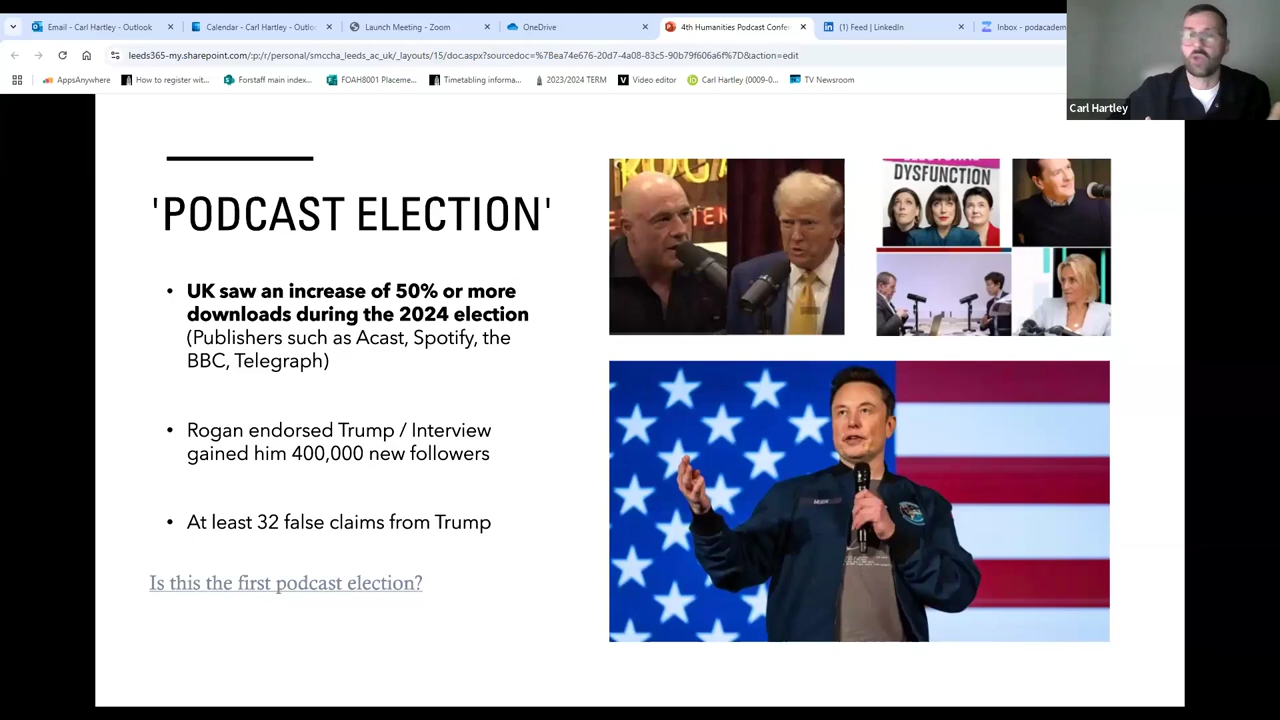 Email - Carl Hartley - Outlook
Calendar - Carl Hartley - Outlook
Launch Meeting - Zoom
OneDrive
4th Humanities Podcast Confe
(1) Feed | LinkedIn
Inbox - podacadem
leeds365-my.sharepoint.com/:p:/r/personal/smccha_leeds_ac_uk/_layouts/15/doc.aspx?sourcedoc=%7Bea74e676-20d7-4a08-83c5-90b79f606a6f%7D&action=edit
AppsAnywhere
How to register wit...
Forstaff main index...
FOAH8001 Placeme...
Timetabling informa...
2023/2024 TERM
Video editor
Carl Hartley (0009-0...
TV Newsroom
Carl Hartley
'PODCAST ELECTION'
• UK saw an increase of 50% or more
downloads during the 2024 election
(Publishers such as Acast, Spotify, the
BBC, Telegraph)
• Rogan endorsed Trump / Interview
gained him 400,000 new followers
• At least 32 false claims from Trump
Is this the first podcast election?
DYSFUNCTION